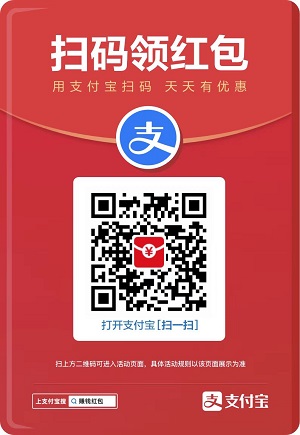 扫码领红包
用支付宝扫码 天天有优惠
支
¥
打开支付宝[扫一扫]
扫上方二维码可进入活动页面，具体活动规则以该页面展示为准
上支付宝搜 赚钱红包 支付宝